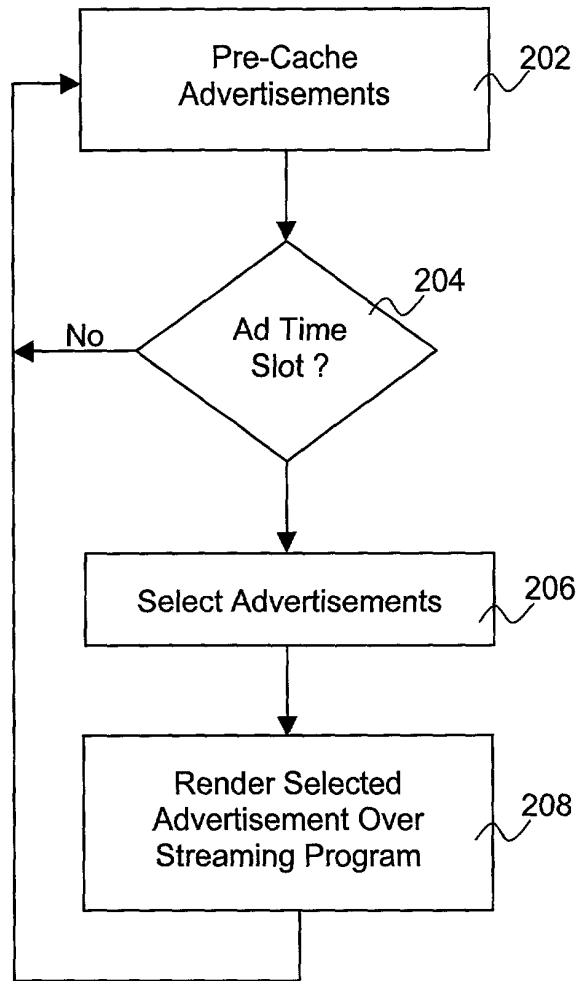 Pre-Cache
Advertisements
202
204
Ad Time
Slot ?
No
Select Advertisements
206
Render Selected
Advertisement Over
Streaming Program
208